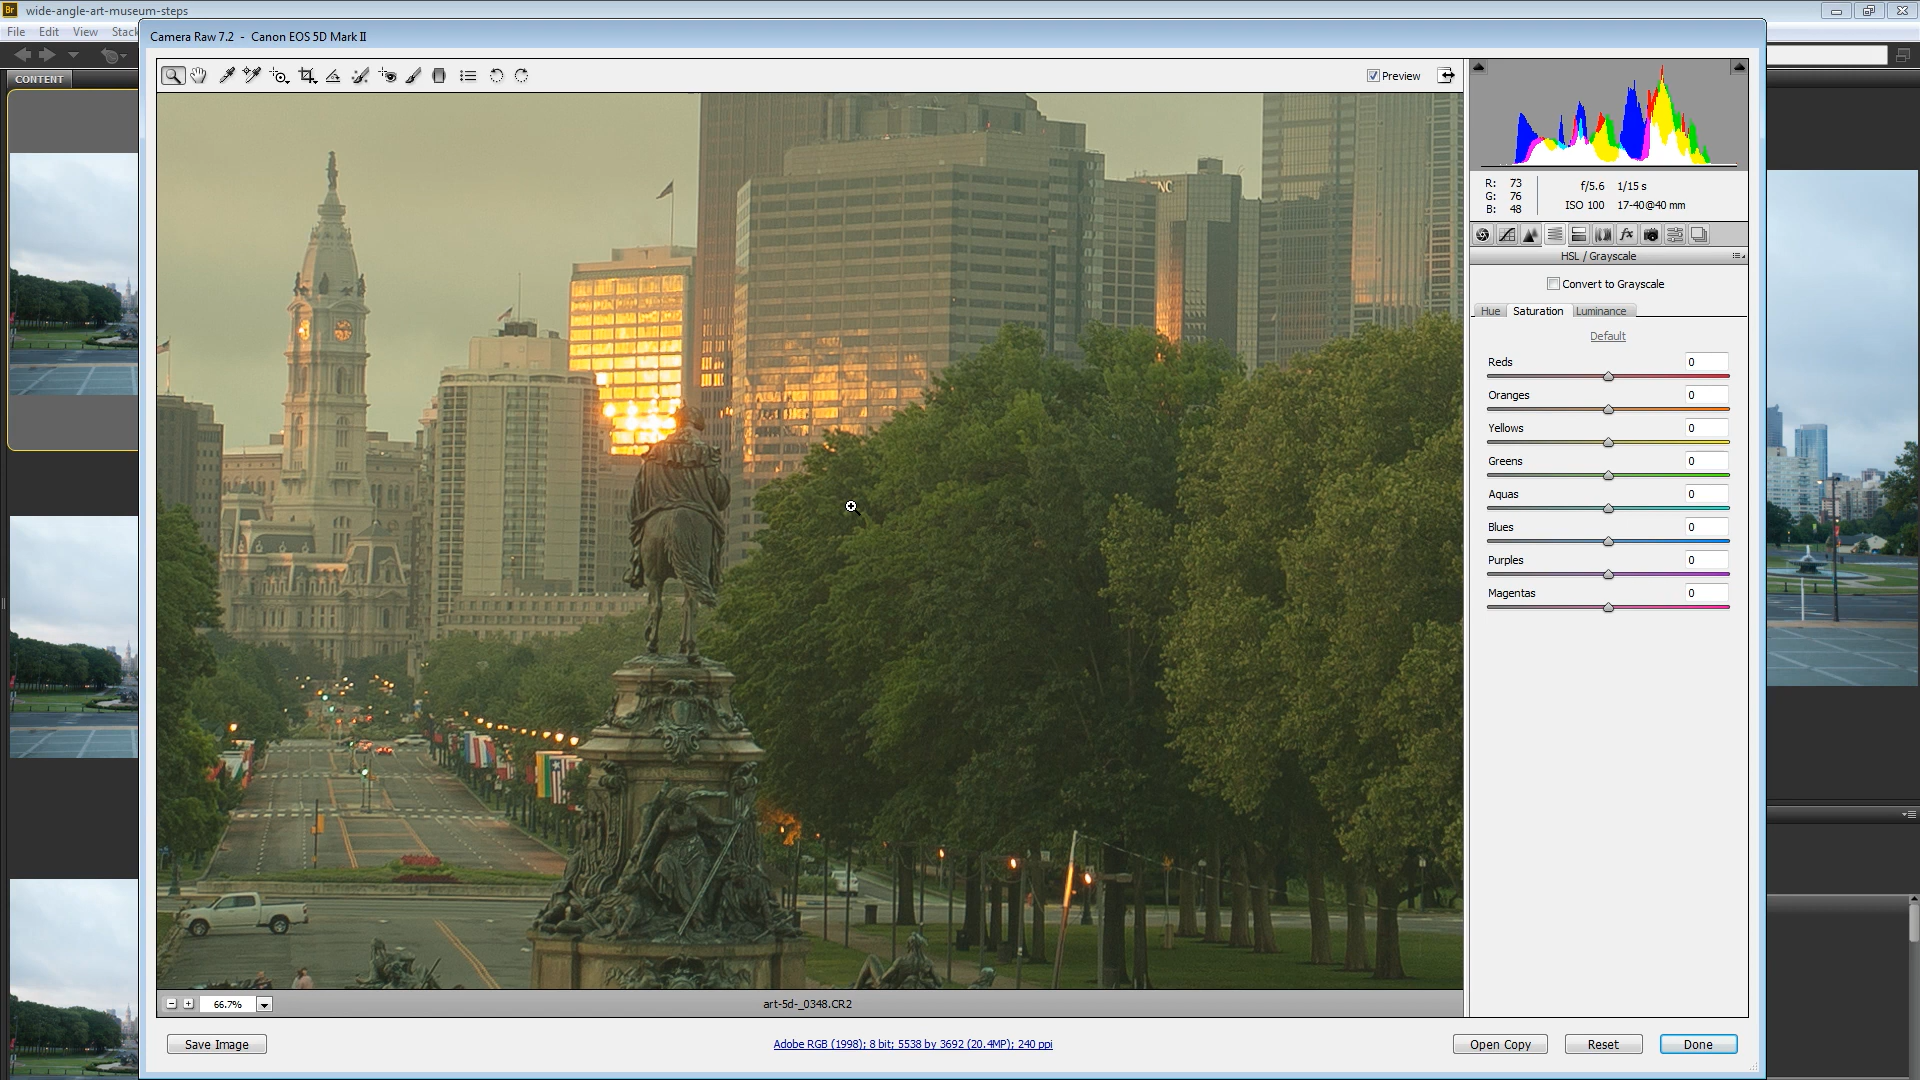 Br wide-angle-art-museum-steps
File Edit View Stack
Camera Raw 7.2 - Canon EOS 5D Mark II
CONTENT
Preview
R: 73
G: 76
B: 48
f/5.6 1/15 s
ISO 100 17-40@40 mm
fx
HSL / Grayscale
Convert to Grayscale
Hue Saturation Luminance
Default
Reds 0
Oranges 0
Yellows 0
Greens 0
Aquas 0
Blues 0
Purples 0
Magentas 0
NC
66.7%
art-5d-_0348.CR2
Save Image
Adobe RGB (1998); 8 bit; 5538 by 3692 (20.4MP); 240 ppi
Open Copy Reset Done